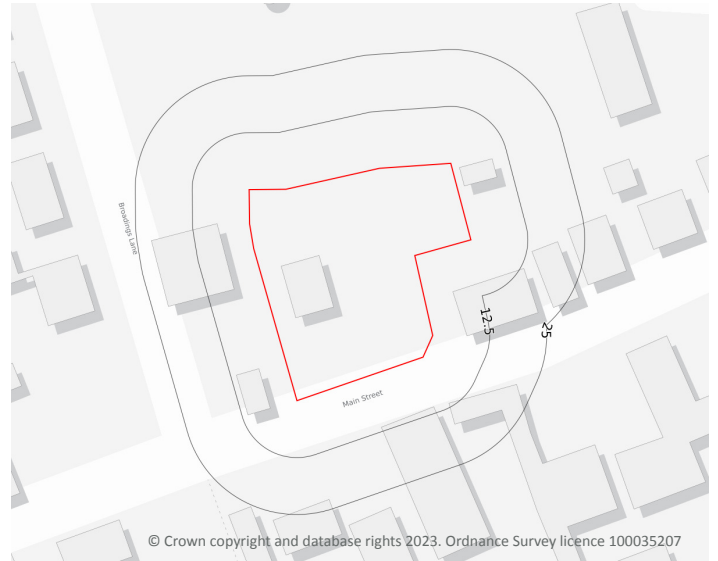 Broadings Lane
12.5
25
Main Street
© Crown copyright and database rights 2023. Ordnance Survey licence 100035207